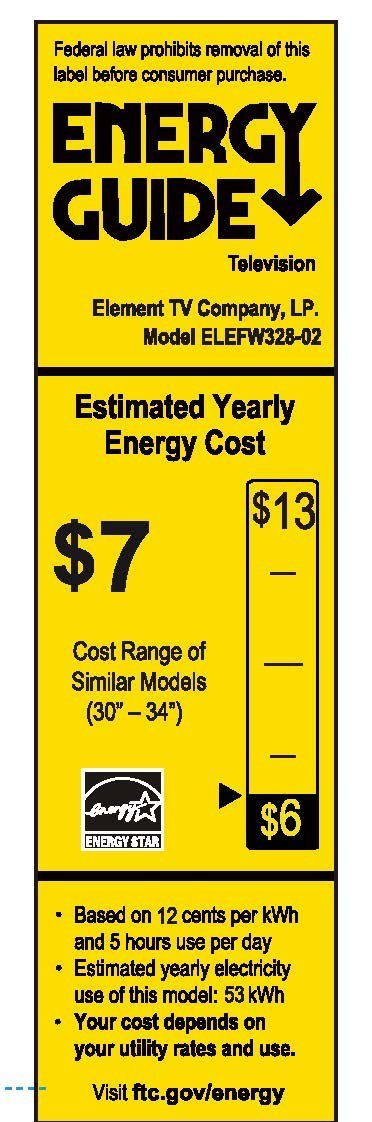 Federal law prohibits removal of this
label before consumer purchase.
ENERGY
GUIDE
Television
Element TV Company, LP.
Model ELEFW328-02
Estimated Yearly
Energy Cost
$13
$7
Cost Range of
Similar Models
(30” – 34”)
energy
ENERGY STAR
$6
• Based on 12 cents per kWh
and 5 hours use per day
• Estimated yearly electricity
use of this model: 53 kWh
• Your cost depends on
your utility rates and use.
Visit ftc.gov/energy